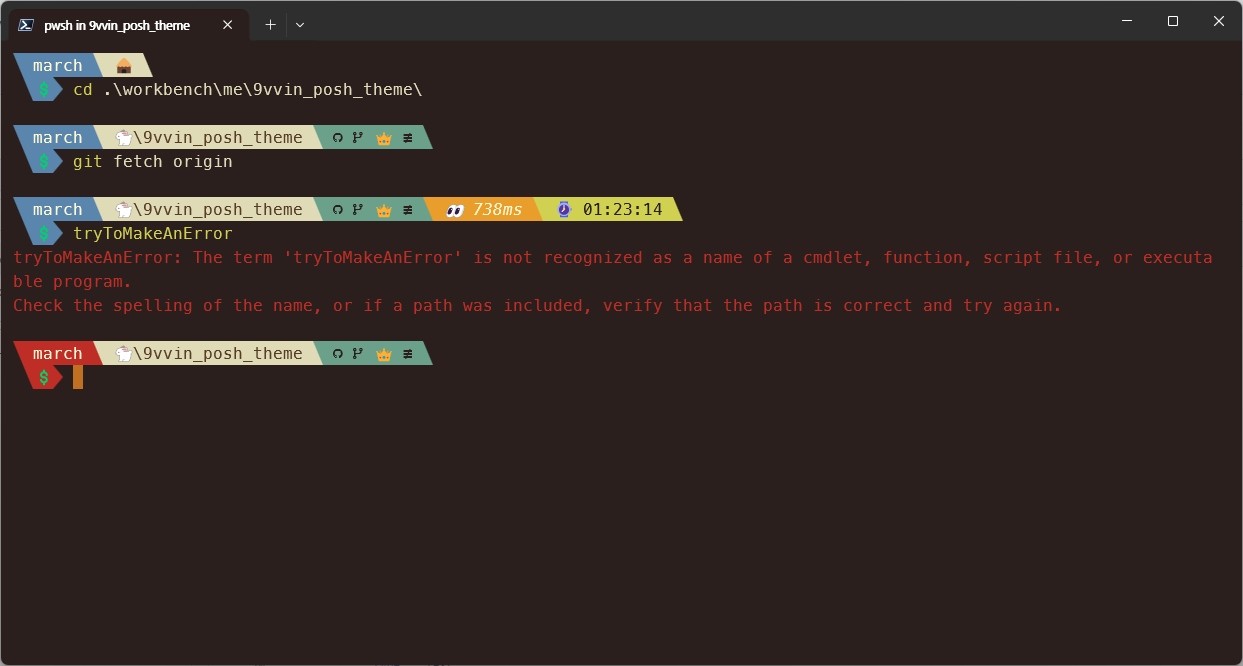 pwsh in 9vvin_posh_theme
march
$ cd .\workbench\me\9vvin_posh_theme\
march \9vvin_posh_theme ≢
$ git fetch origin
march \9vvin_posh_theme ≢ 738ms 01:23:14
$ tryToMakeAnError
tryToMakeAnError: The term 'tryToMakeAnError' is not recognized as a name of a cmdlet, function, script file, or executa
ble program.
Check the spelling of the name, or if a path was included, verify that the path is correct and try again.
march \9vvin_posh_theme ≢
$